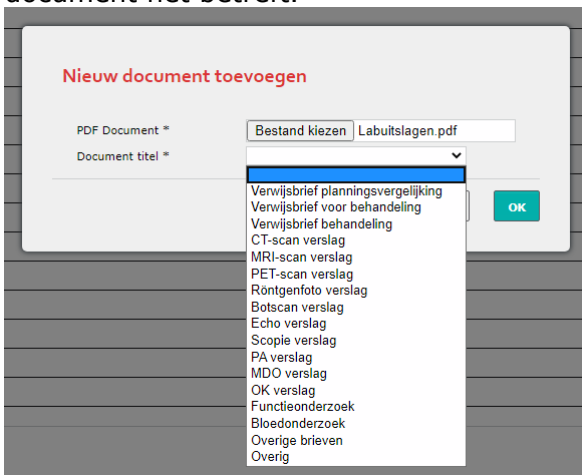 document het betreft.
Nieuw document toevoegen
PDF Document * Bestand kiezen Labuitslagen.pdf
Document titel *
Verwijsbrief planningsvergelijking
Verwijsbrief voor behandeling
Verwijsbrief behandeling
OK
CT-scan verslag
MRI-scan verslag
PET-scan verslag
Röntgenfoto verslag
Botscan verslag
Echo verslag
Scopie verslag
PA verslag
MDO verslag
OK verslag
Functieonderzoek
Bloedonderzoek
Overige brieven
Overig